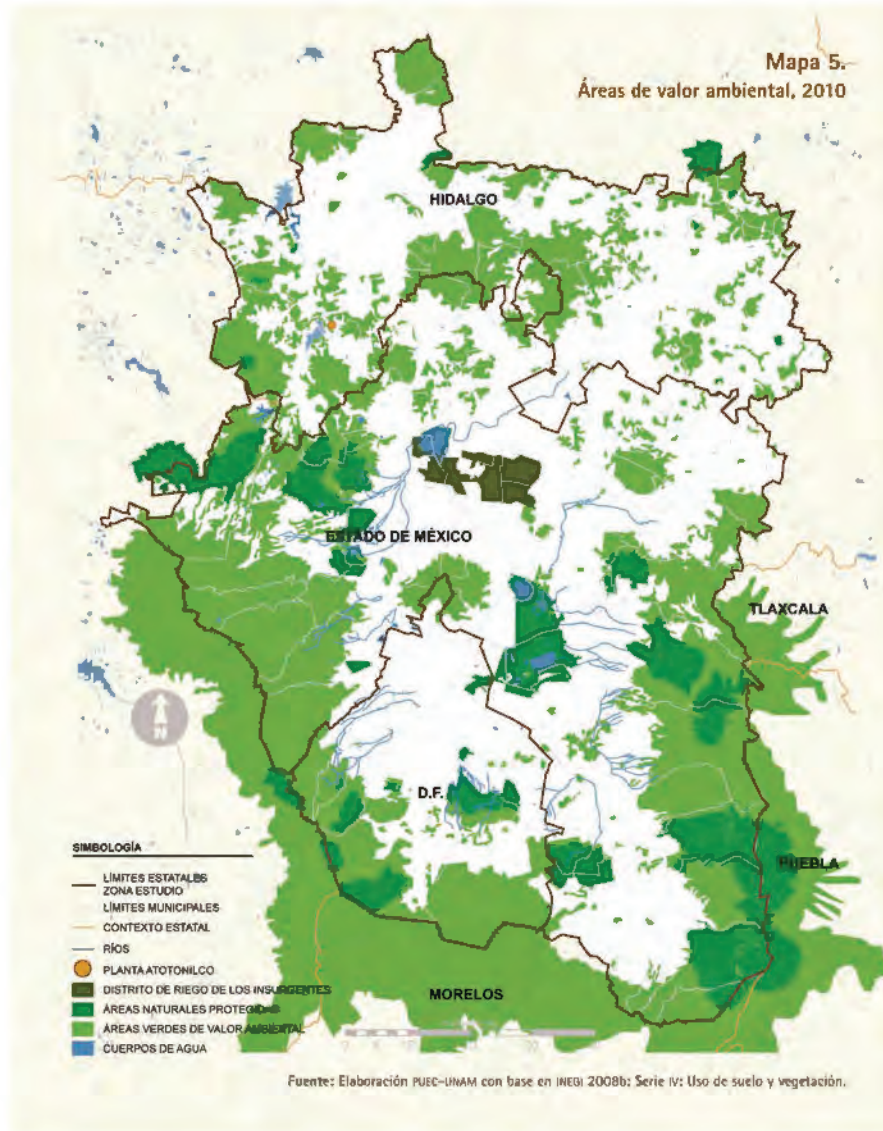 Mapa 5.
Áreas de valor ambiental, 2010
HIDALGO
ESTADO DE MÉXICO
TLAXCALA
D.F.
PUEBLA
MORELOS
N
SIMBOLOGÍA
LÍMITES ESTATALES
ZONA ESTUDIO
LÍMITES MUNICIPALES
CONTEXTO ESTATAL
RÍOS
PLANTA ATOTONILCO
DISTRITO DE RIEGO DE LOS INSURGENTES
ÁREAS NATURALES PROTEGIDAS
ÁREAS VERDES DE VALOR AMBIENTAL
CUERPOS DE AGUA
Fuente: Elaboración PUEC-UNAM con base en INEGI 2008b: Serie IV: Uso de suelo y vegetación.